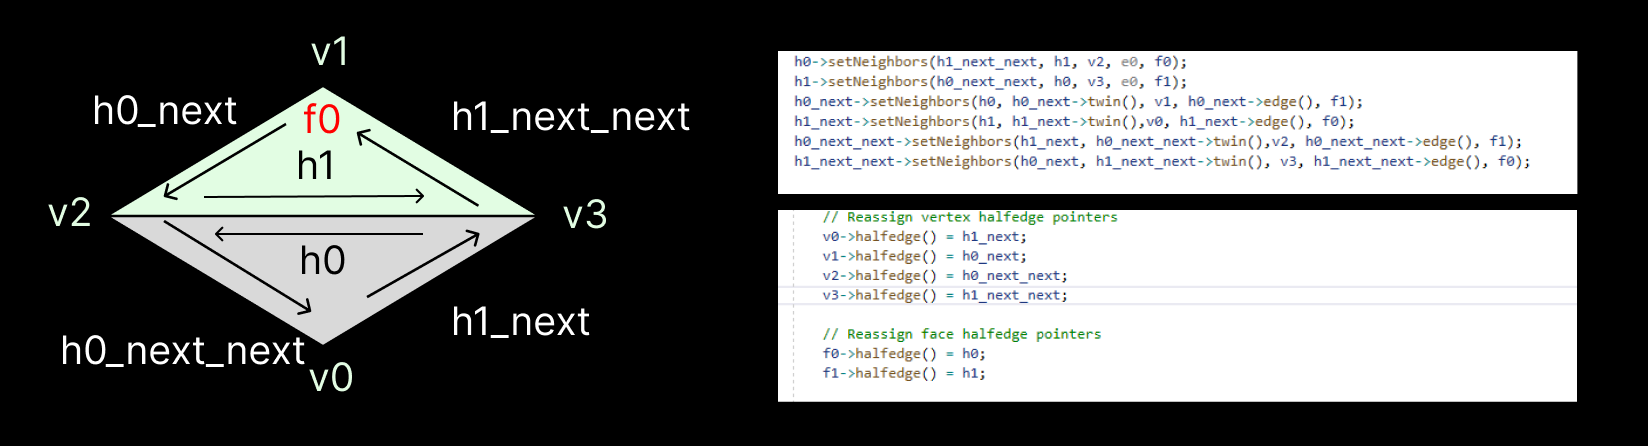 v1
h0_next
f0
h1_next_next
h1
v2
v3
h0
h1_next
h0_next_next
v0
h0->setNeighbors(h1_next_next, h1, v2, e0, f0);
h1->setNeighbors(h0_next_next, h0, v3, e0, f1);
h0_next->setNeighbors(h0, h0_next->twin(), v1, h0_next->edge(), f1);
h1_next->setNeighbors(h1, h1_next->twin(),v0, h1_next->edge(), f0);
h0_next_next->setNeighbors(h1_next, h0_next_next->twin(),v2, h0_next_next->edge(), f1);
h1_next_next->setNeighbors(h0_next, h1_next_next->twin(), v3, h1_next_next->edge(), f0);
// Reassign vertex halfedge pointers
v0->halfedge() = h1_next;
v1->halfedge() = h0_next;
v2->halfedge() = h0_next_next;
v3->halfedge() = h1_next_next;
// Reassign face halfedge pointers
f0->halfedge() = h0;
f1->halfedge() = h1;